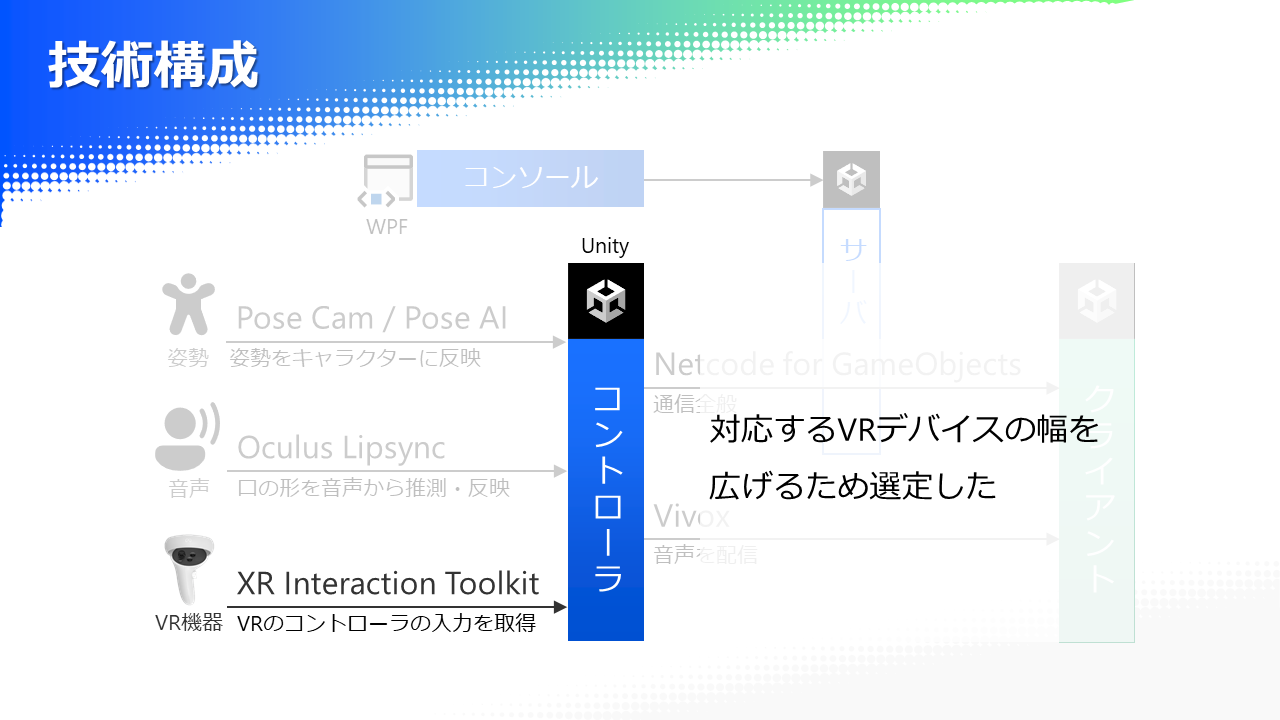 技術構成
コンソール
WPF
サーバ
Unity
Pose Cam / Pose AI
姿勢
姿勢をキャラクターに反映
コントローラ
Netcode for GameObjects
通信全般
クライアント
対応するVRデバイスの幅を
広げるため選定した
Oculus Lipsync
音声
口の形を音声から推測・反映
Vivox
音声を配信
XR Interaction Toolkit
VR機器
VRのコントローラの入力を取得